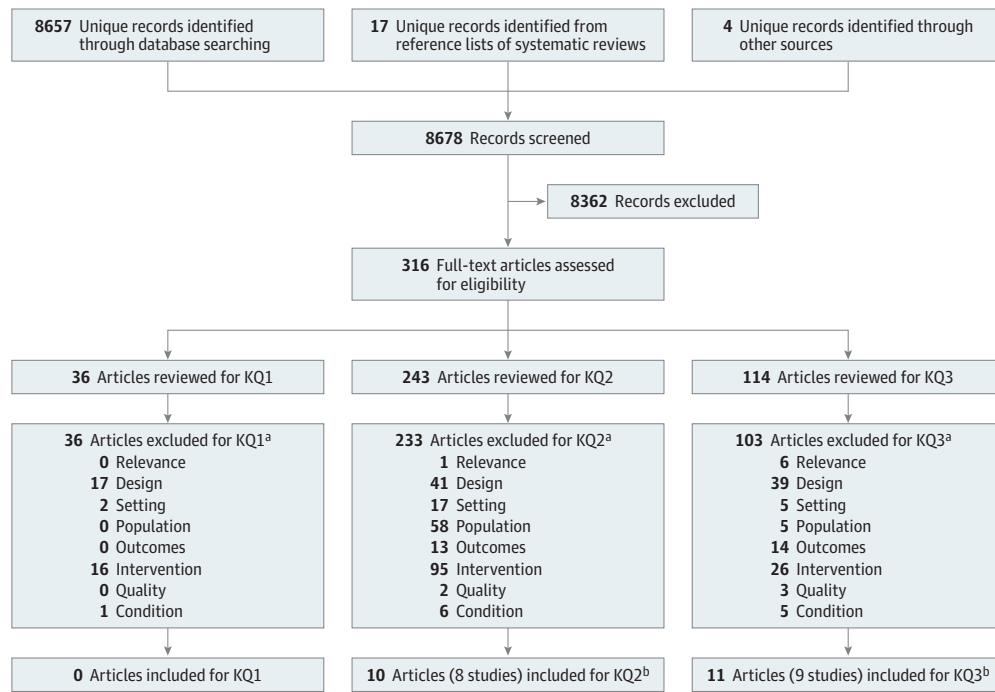 8657 Unique records identified
through database searching
17 Unique records identified from
reference lists of systematic reviews
4 Unique records identified through
other sources
8678 Records screened
8362 Records excluded
316 Full-text articles assessed
for eligibility
36 Articles reviewed for KQ1
243 Articles reviewed for KQ2
114 Articles reviewed for KQ3
36 Articles excluded for KQ1a
0 Relevance
17 Design
2 Setting
0 Population
0 Outcomes
16 Intervention
0 Quality
1 Condition
233 Articles excluded for KQ2a
1 Relevance
41 Design
17 Setting
58 Population
13 Outcomes
95 Intervention
2 Quality
6 Condition
103 Articles excluded for KQ3a
6 Relevance
39 Design
5 Setting
5 Population
14 Outcomes
26 Intervention
3 Quality
5 Condition
0 Articles included for KQ1
10 Articles (8 studies) included for KQ2b
11 Articles (9 studies) included for KQ3b